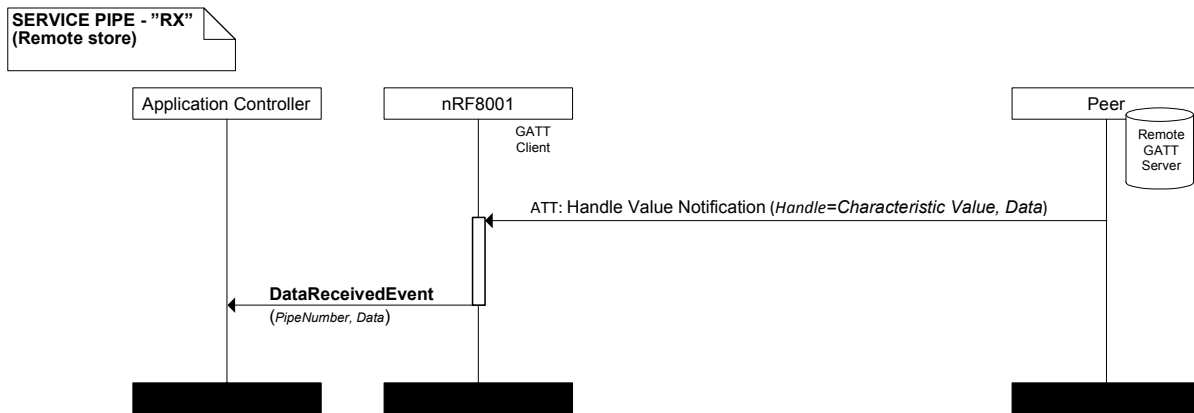 SERVICE PIPE - ”RX”
(Remote store)
Application Controller
nRF8001
Peer
GATT
Client
Remote
GATT
Server
ATT: Handle Value Notification (Handle=Characteristic Value, Data)
DataReceivedEvent
(PipeNumber, Data)